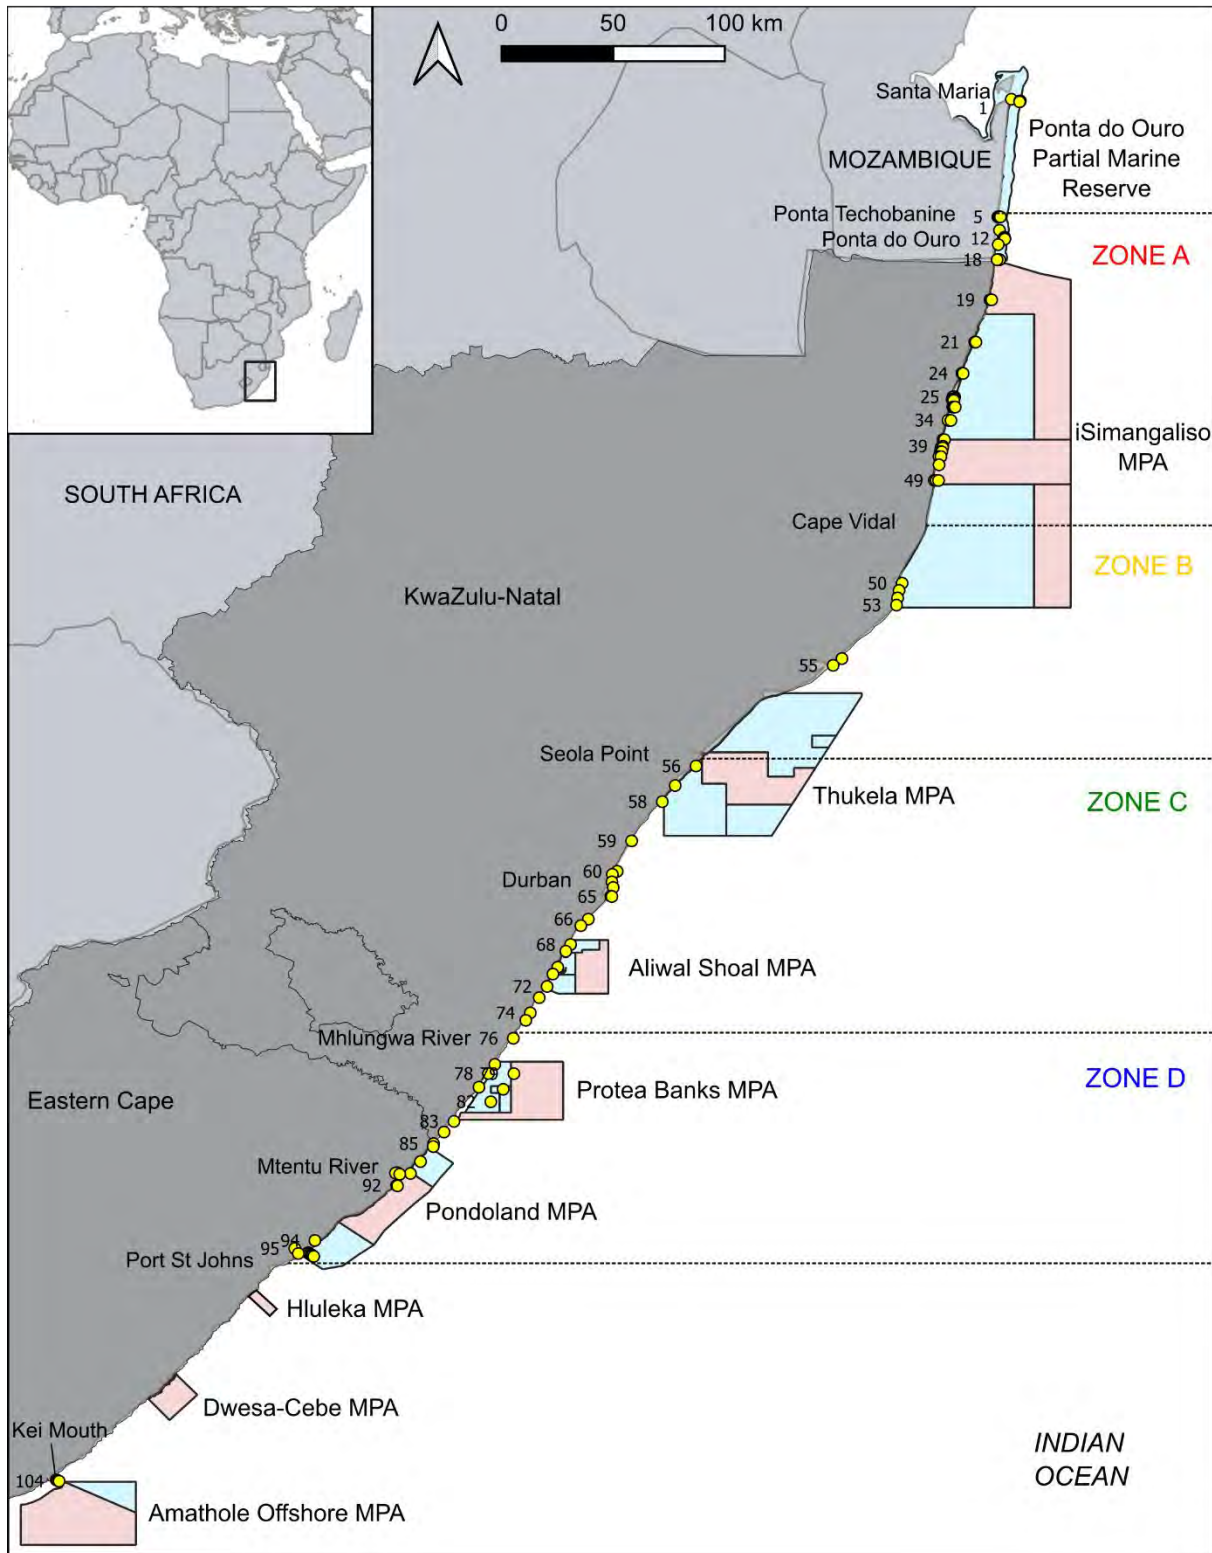 0 50 100 km
Santa Maria
1
Ponta do Ouro
Partial Marine
Reserve
MOZAMBIQUE
Ponta Techobanine 5
Ponta do Ouro 12
ZONE A
18
19
21
24
25
34
iSimangaliso
MPA
39
49
SOUTH AFRICA
Cape Vidal
ZONE B
50
KwaZulu-Natal
53
55
Seola Point
56
Thukela MPA
ZONE C
58
59
60
Durban
65
66
68
Aliwal Shoal MPA
72
74
Mhlungwa River 76
78 79
ZONE D
Protea Banks MPA
Eastern Cape
82
83
85
Mtentu River
92
Pondoland MPA
94
95
Port St Johns
Hluleka MPA
Dwesa-Cebe MPA
Kei Mouth
INDIAN
OCEAN
104
Amathole Offshore MPA